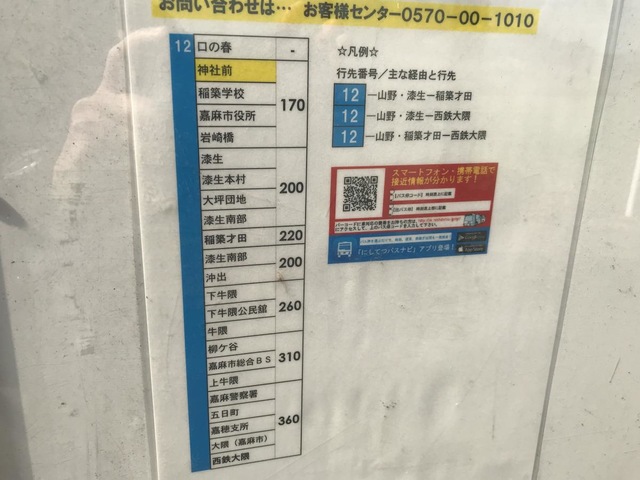 お問い合わせは… お客様センター0570-00-1010
12
口の春 -
神社前
稲築学校
嘉麻市役所
岩崎橋
170
漆生
漆生本村
大坪団地
漆生南部
200
稲築才田 220
漆生南部
沖出
200
下牛隈
下牛隈公民館
牛隈
260
柳ケ谷
嘉麻市総合BS
上牛隈
310
嘉麻警察署
五日町
嘉穂支所
大隈（嘉麻市）
西鉄大隈
360
☆凡例☆
行先番号／主な経由と行先
12 ―山野・漆生―稲築才田
12 ―山野・漆生―西鉄大隈
12 ―山野・稲築才田―西鉄大隈
スマートフォン・携帯電話で
接近情報が分かります！
「にしてつバスナビ」アプリ登場！